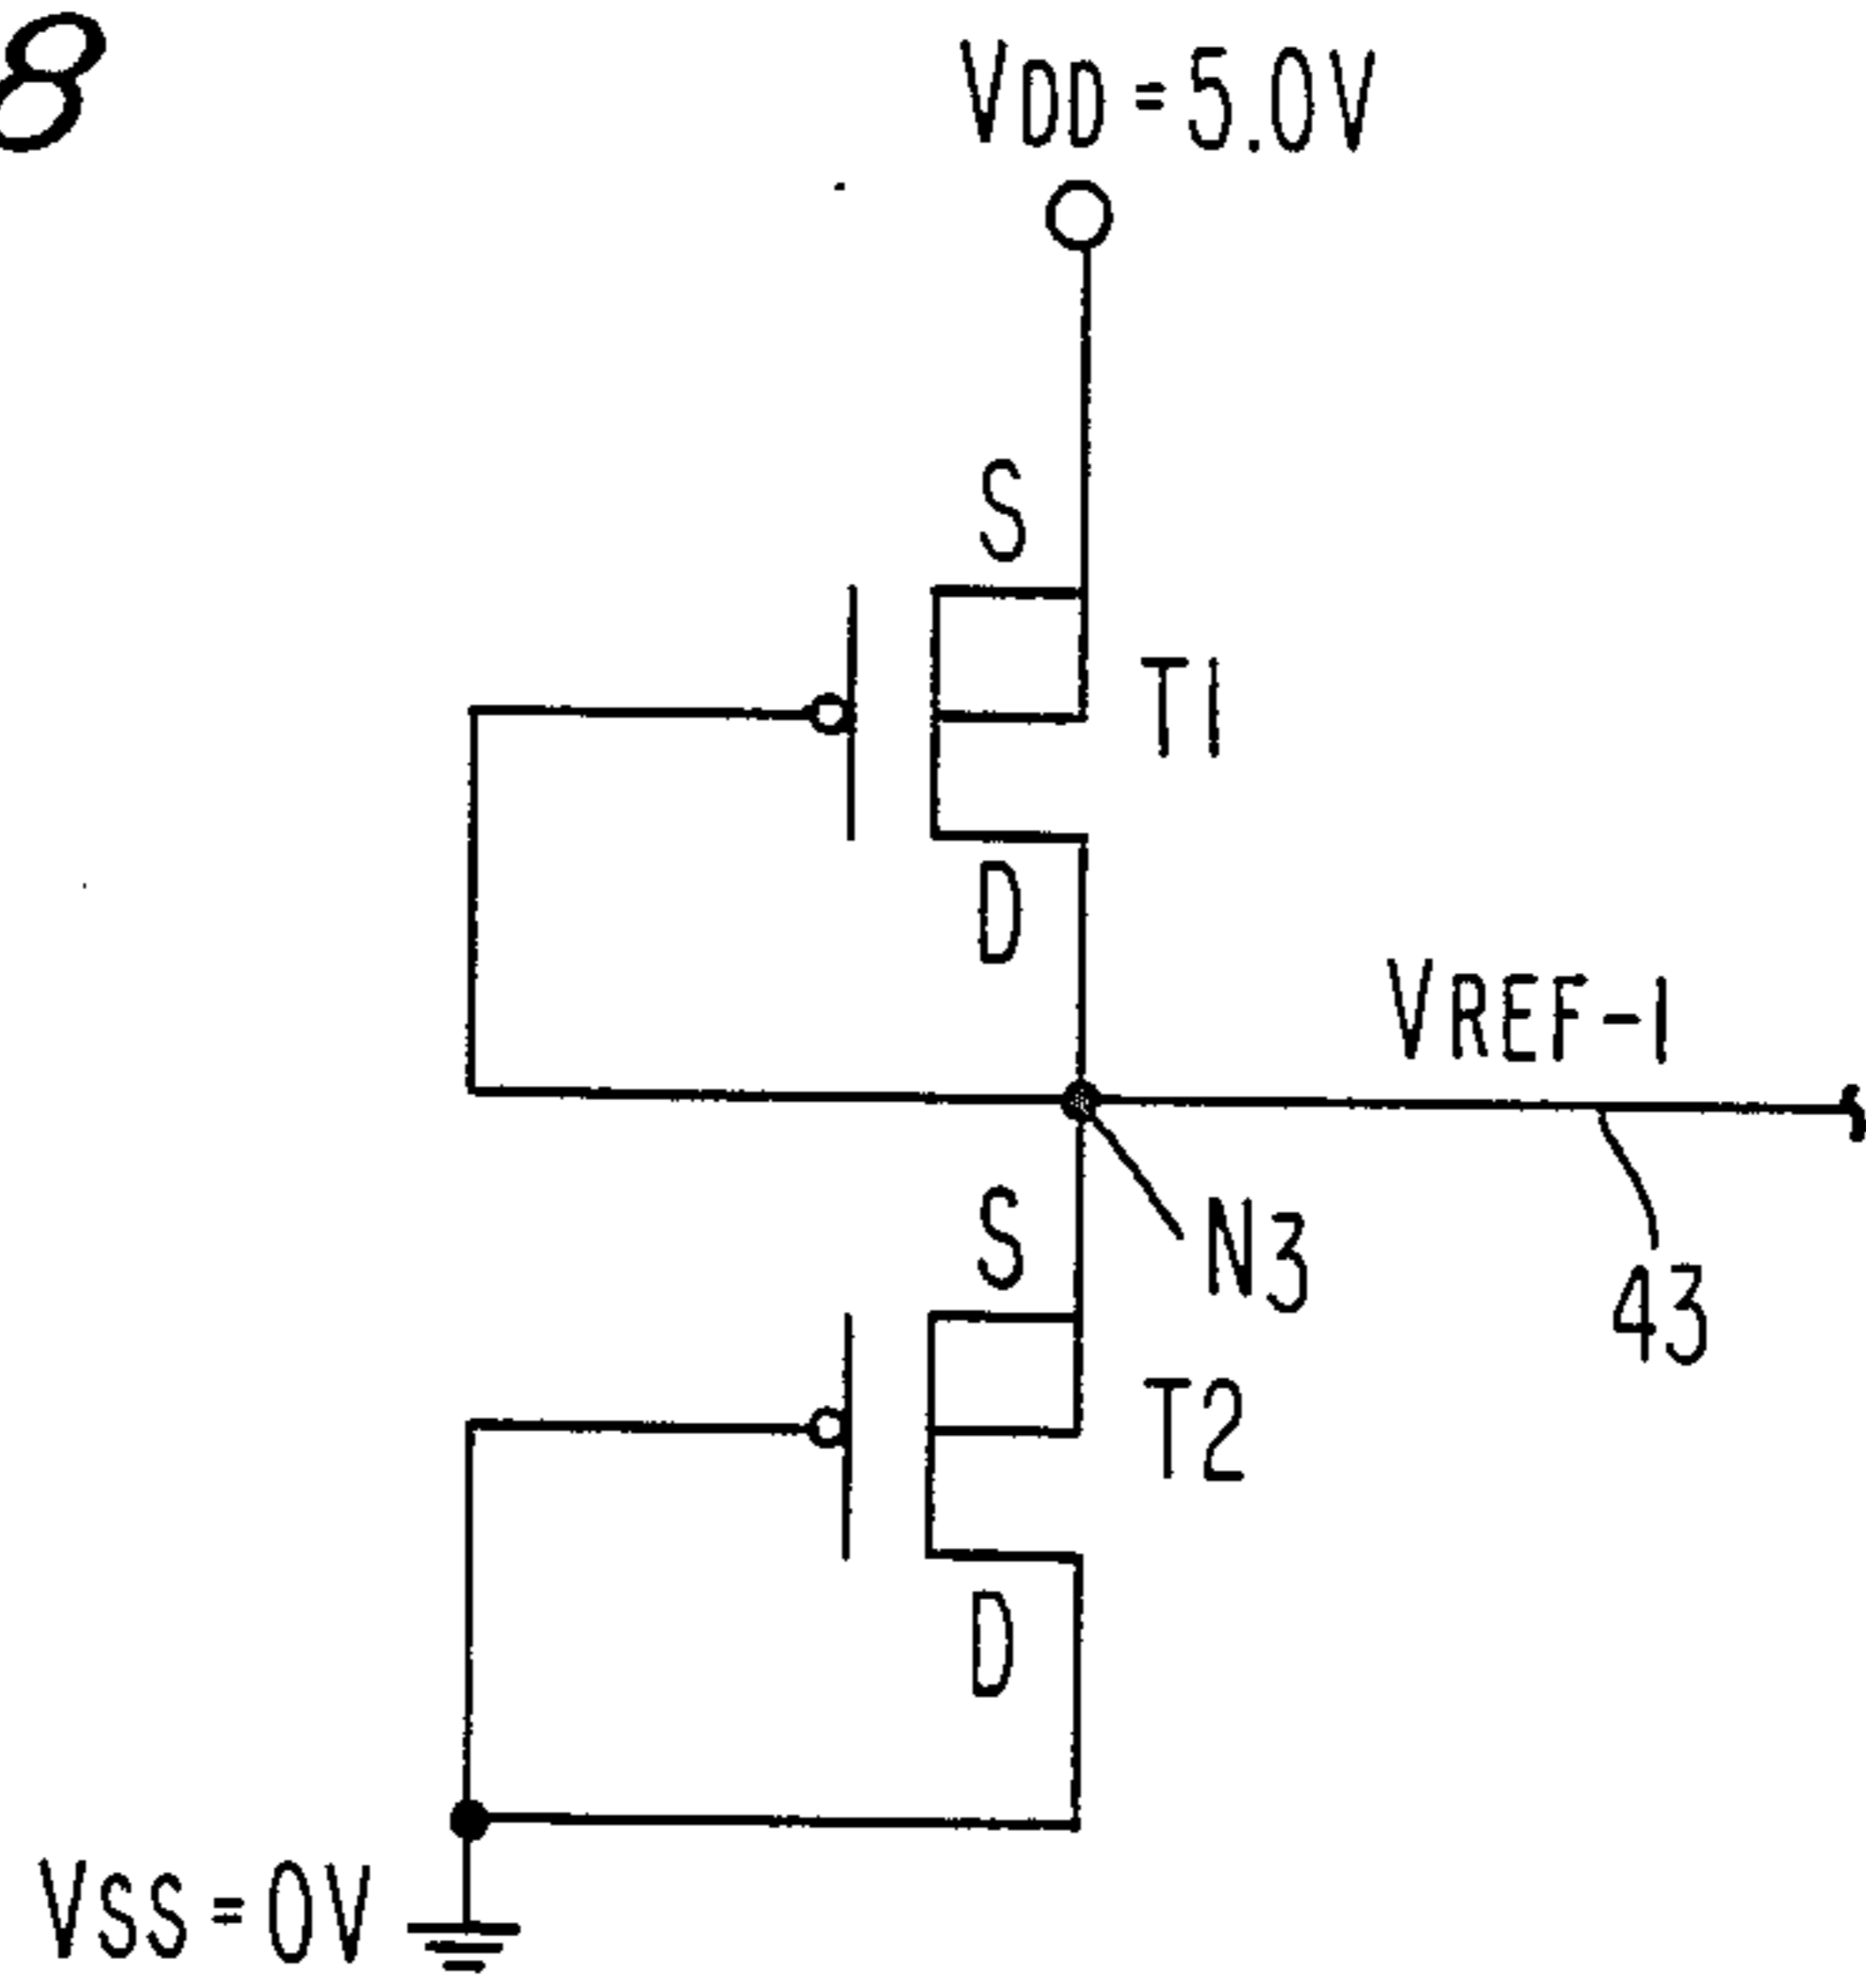 8
VDD = 5.0V
S
T1
D
VREF-1
S
N3
43
T2
D
VSS = 0V